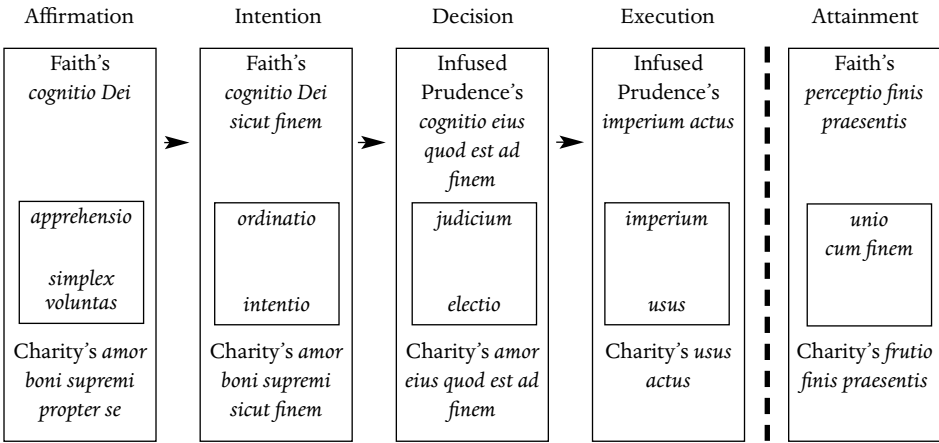 Affirmation
Faith's
cognitio Dei
apprehensio
simplex
voluntas
Charity's amor
boni supremi
propter se
Intention
Faith's
cognitio Dei
sicut finem
ordinatio
intentio
Charity's amor
boni supremi
sicut finem
Decision
Infused
Prudence's
cognitio eius
quod est ad
finem
judicium
electio
Charity's amor
eius quod est ad
finem
Execution
Infused
Prudence's
imperium actus
imperium
usus
Charity's usus
actus
Attainment
Faith's
perceptio finis
praesentis
unio
cum finem
Charity's frutio
finis praesentis